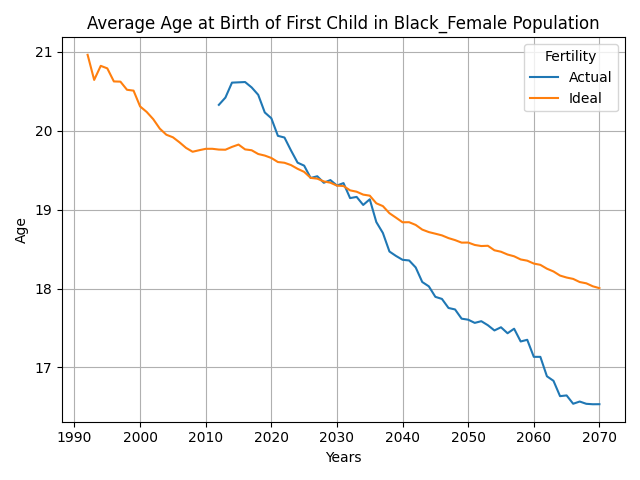 Average Age at Birth of First Child in Black_Female Population
Fertility
Actual
Ideal
Age
21
20
19
18
17
1990
2000
2010
2020
2030
2040
2050
2060
2070
Years